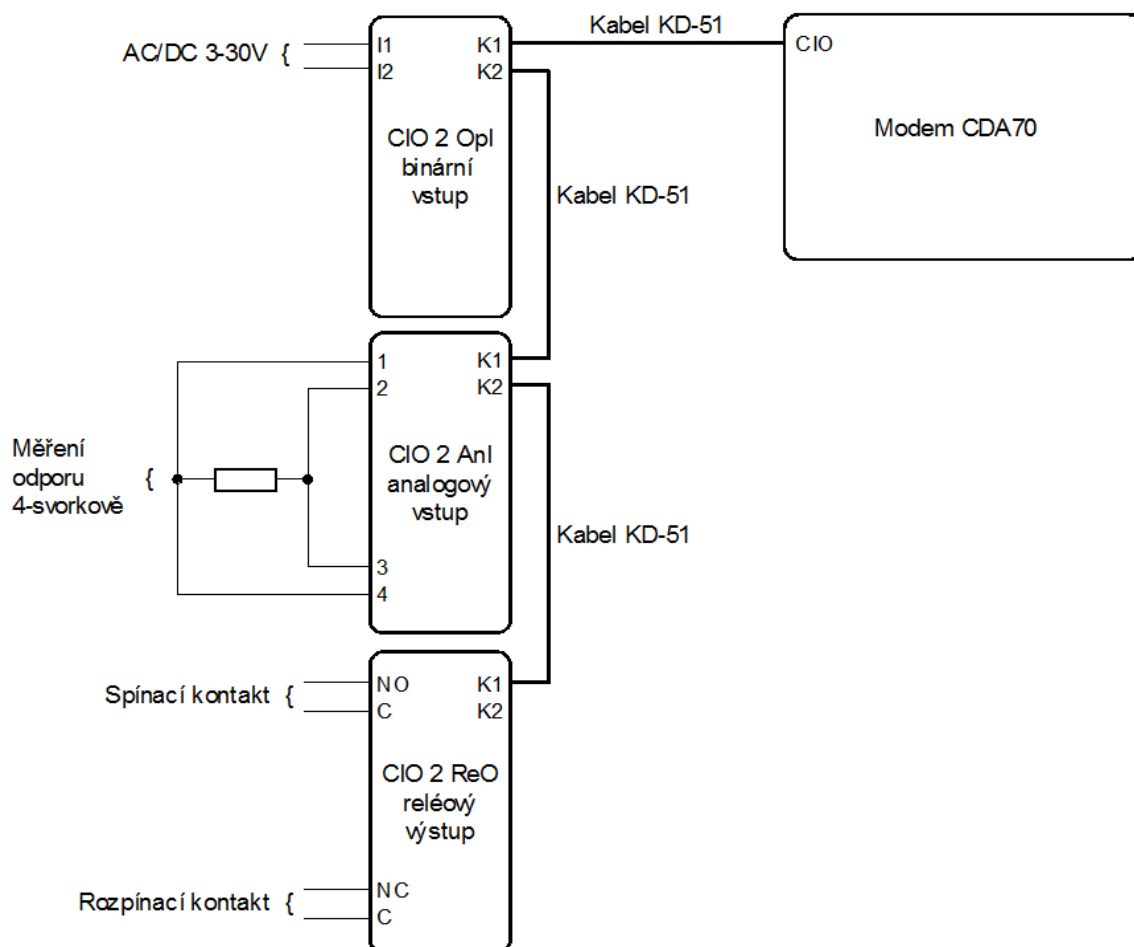 Kabel KD-51
AC/DC 3-30V {
I1
K1
I2
K2
CIO
Modem CDA70
CIO 2 OpI
binární
vstup
Kabel KD-51
1
K1
2
K2
Měření
odporu
4-svorkově
{
CIO 2 AnI
analogový
vstup
3
4
Kabel KD-51
Spínací kontakt {
NO
K1
C
K2
CIO 2 ReO
reléový
výstup
Rozpínací kontakt {
NC
C